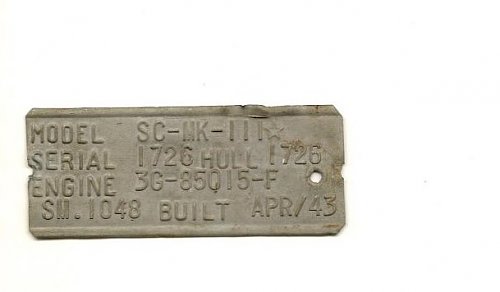 MODEL SC-MK-III☆
SERIAL 1726 HULL 1726
ENGINE 3G-85Q15-F
SM.1048 BUILT APR/43